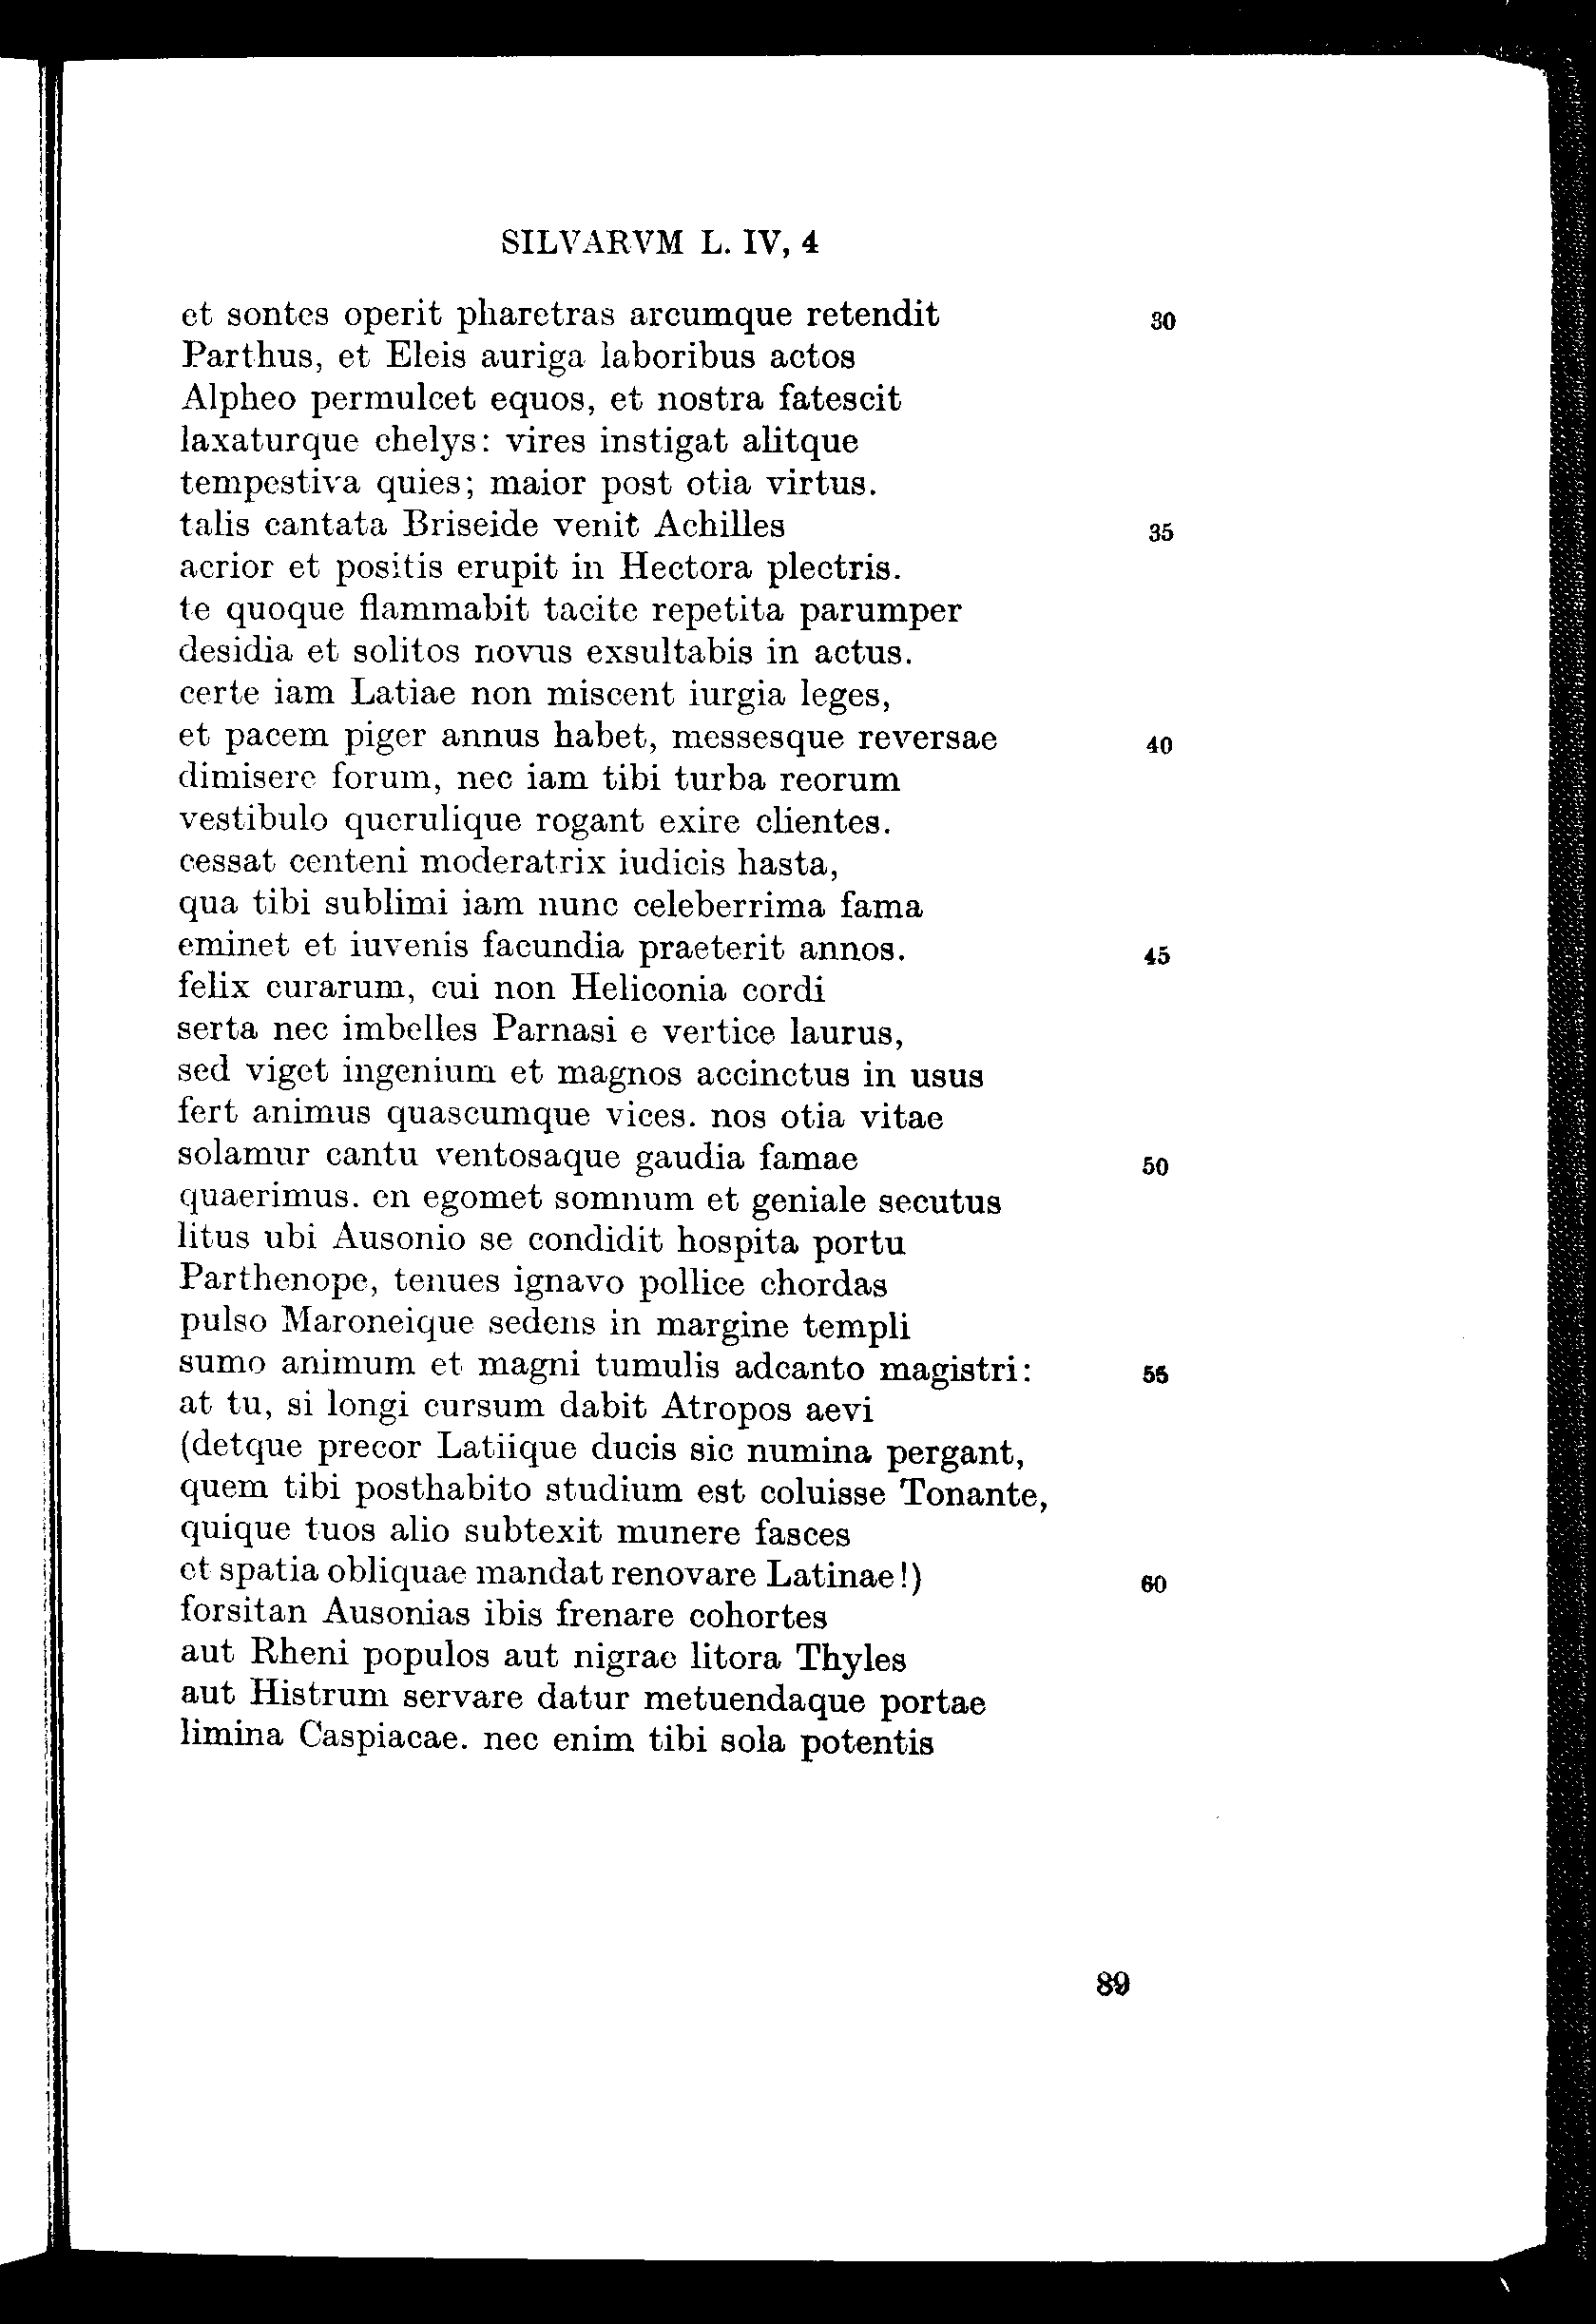 SILVARVM L. IV, 4
et sontes operit pharetras arcumque retendit 30
Parthus, et Eleis auriga laboribus actos
Alpheo permulcet equos, et nostra fatescit
laxaturque chelys: vires instigat alitque
tempestiva quies; maior post otia virtus.
talis cantata Briseide venit Achilles 35
acrior et positis erupit in Hectora plectris.
te quoque flammabit tacite repetita parumper
desidia et solitos novus exsultabis in actus.
certe iam Latiae non miscent iurgia leges,
et pacem piger annus habet, messesque reversae 40
dimisere forum, nec iam tibi turba reorum
vestibulo querulique rogant exire clientes.
cessat centeni moderatrix iudicis hasta,
qua tibi sublimi iam nunc celeberrima fama
eminet et iuvenis facundia praeterit annos. 45
felix curarum, cui non Heliconia cordi
serta nec imbelles Parnasi e vertice laurus,
sed viget ingenium et magnos accinctus in usus
fert animus quascumque vices. nos otia vitae
solamur cantu ventosaque gaudia famae 50
quaerimus. en egomet somnum et geniale secutus
litus ubi Ausonio se condidit hospita portu
Parthenope, tenues ignavo pollice chordas
pulso Maroneique sedens in margine templi
sumo animum et magni tumulis adcanto magistri: 55
at tu, si longi cursum dabit Atropos aevi
(detque precor Latiique ducis sic numina pergant,
quem tibi posthabito studium est coluisse Tonante,
quique tuos alio subtexit munere fasces
et spatia obliquae mandat renovare Latinae!) 60
forsitan Ausonias ibis frenare cohortes
aut Rheni populos aut nigrae litora Thyles
aut Histrum servare datur metuendaque portae
limina Caspiacae. nec enim tibi sola potentis
89